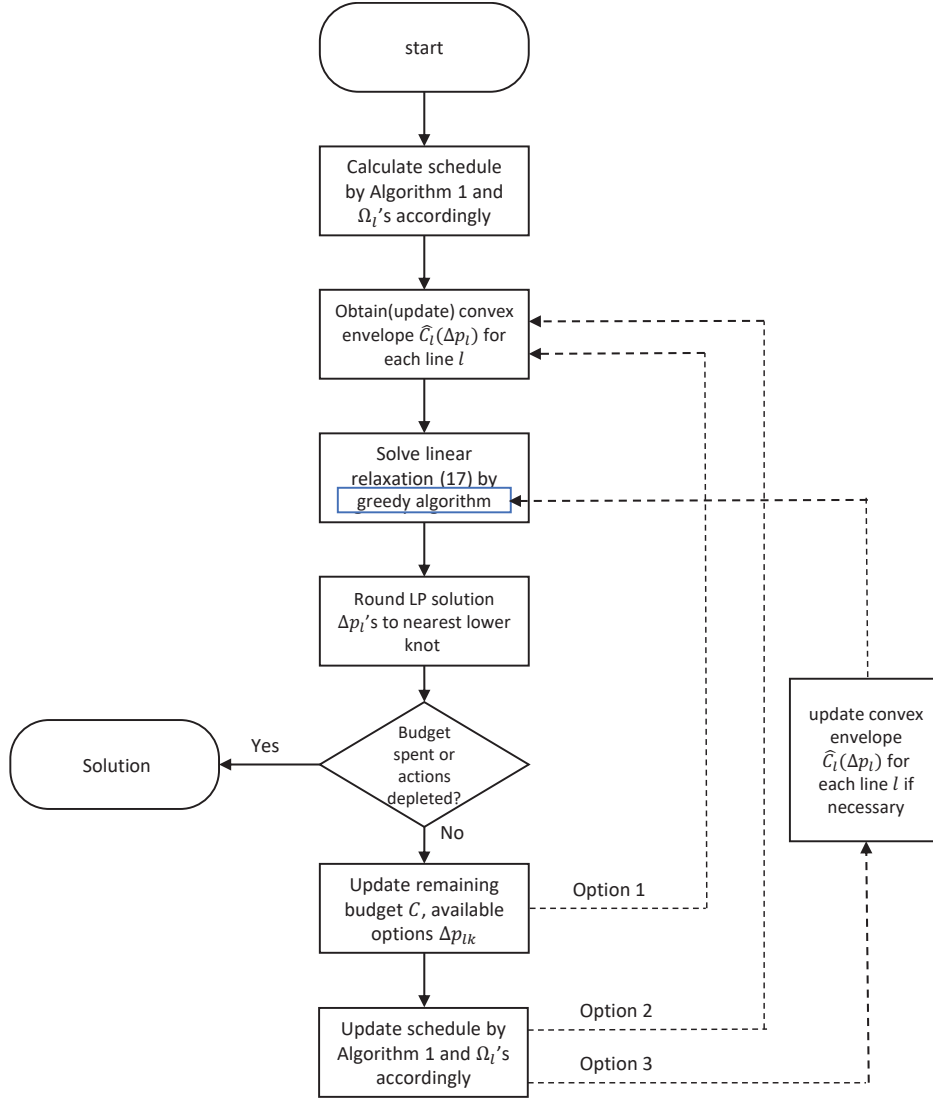 start
Calculate schedule
by Algorithm 1 and
Ω𝑙's accordingly
Obtain(update) convex
envelope Ĉ𝑙(Δ𝑝𝑙) for
each line 𝑙
Solve linear
relaxation (17) by
greedy algorithm
Round LP solution
Δ𝑝𝑙's to nearest lower
knot
Budget
spent or
actions
depleted?
Yes
Solution
No
Update remaining
budget 𝐶, available
options Δ𝑝𝑙𝑘
Option 1
Update schedule by
Algorithm 1 and Ω𝑙's
accordingly
Option 2
Option 3
update convex
envelope
Ĉ𝑙(Δ𝑝𝑙) for
each line 𝑙 if
necessary